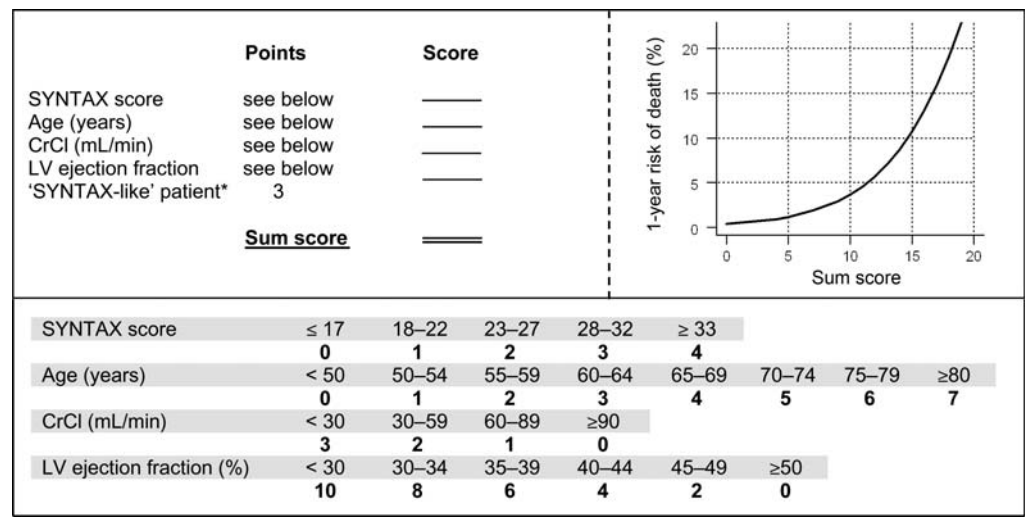 Points Score
SYNTAX score see below
Age (years) see below
CrCl (mL/min) see below
LV ejection fraction see below
‘SYNTAX-like’ patient* 3
Sum score
1-year risk of death (%)
20
15
10
5
0
0 5 10 15 20
Sum score
SYNTAX score ≤ 17 18–22 23–27 28–32 ≥ 33
0 1 2 3 4
Age (years) < 50 50–54 55–59 60–64 65–69 70–74 75–79 ≥80
0 1 2 3 4 5 6 7
CrCl (mL/min) < 30 30–59 60–89 ≥90
3 2 1 0
LV ejection fraction (%) < 30 30–34 35–39 40–44 45–49 ≥50
10 8 6 4 2 0